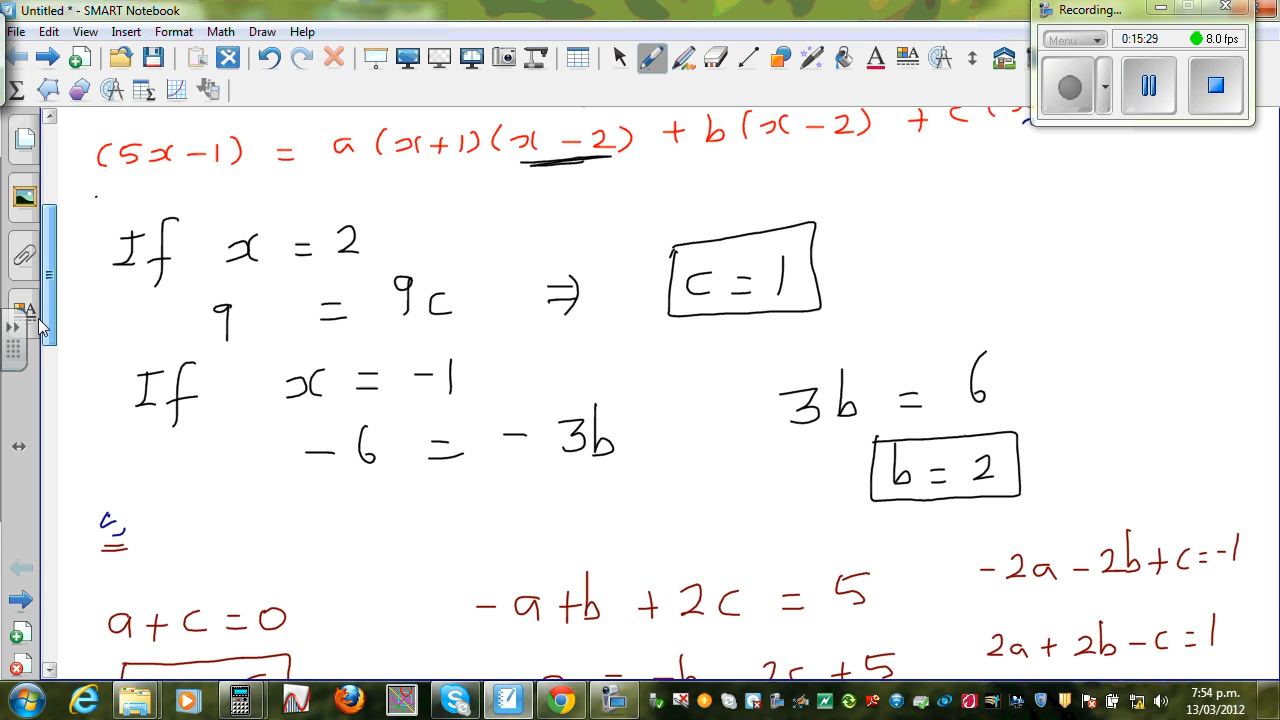 Untitled * - SMART Notebook
Recording...
File Edit View Insert Format Math Draw Help
Menu
0:15:29
8.0 fps
(5x-1) = a (x+1)(x-2) + b (x-2) + c (
If x = 2
9 = 9c ⇒ c = 1
If x = -1
-6 = -3b
3b = 6
b = 2
a + c = 0
-a + b + 2c = 5
-2a - 2b + c = -1
2a + 2b - c = 1
= -b 2c + 5
7:54 p.m.
13/03/2012